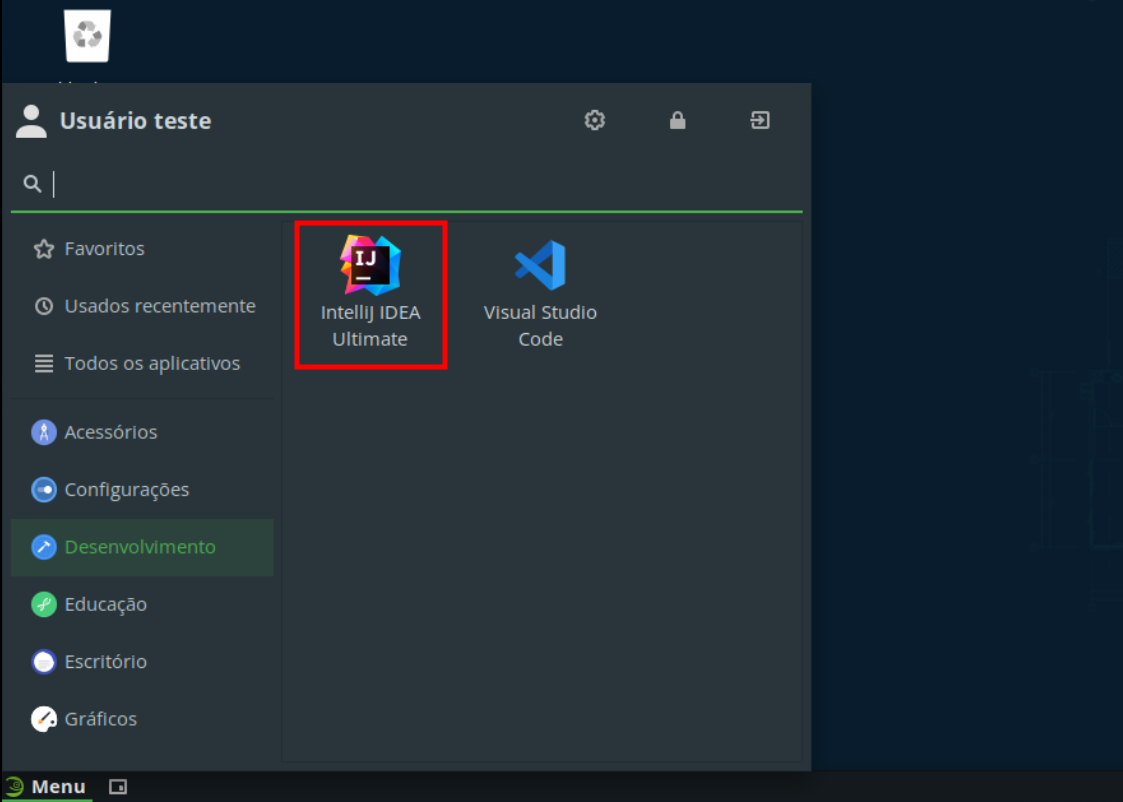 Usuário teste
Favoritos
Usados recentemente
Todos os aplicativos
Acessórios
Configurações
Desenvolvimento
Educação
Escritório
Gráficos
IJ
IntelliJ IDEA
Ultimate
Visual Studio
Code
Menu